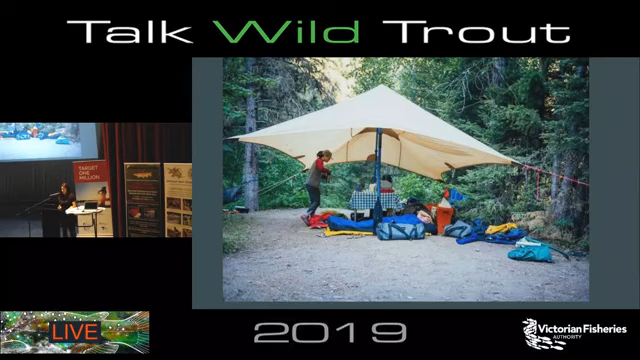 Talk Wild Trout
TARGET
ONE
MILLION
LIVE
2019
Victorian Fisheries
AUTHORITY